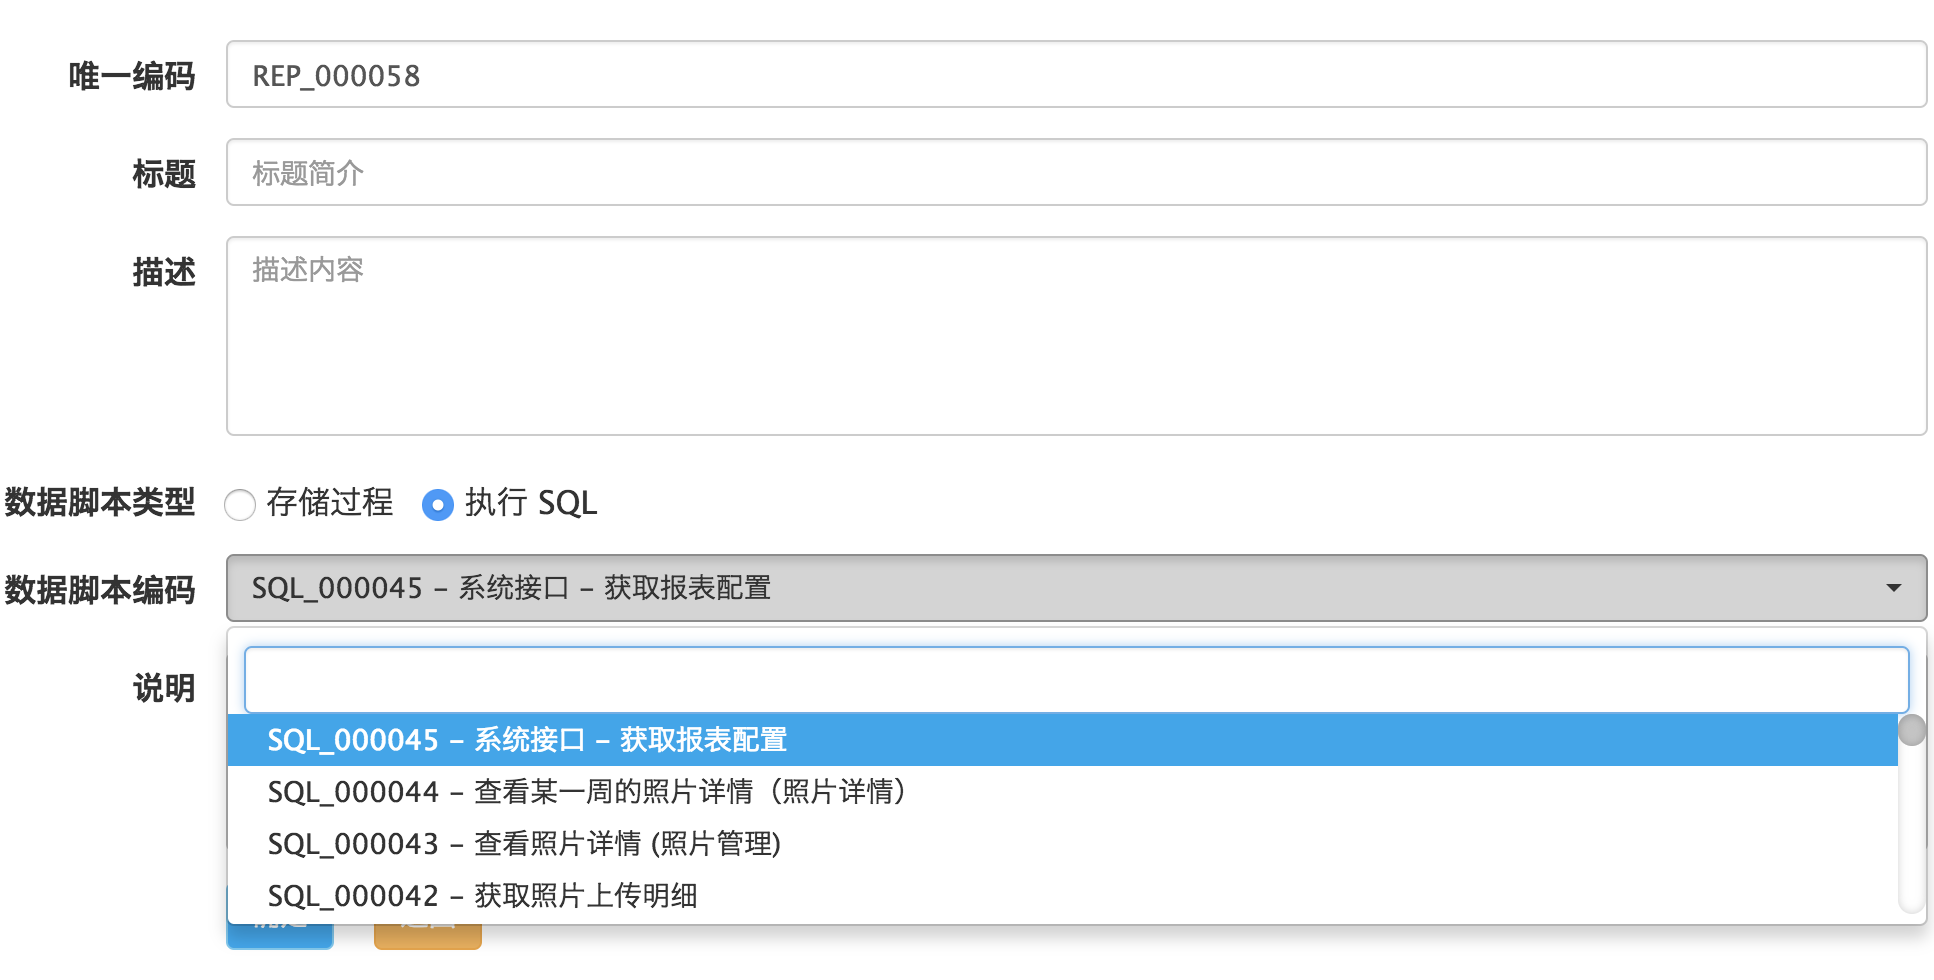 唯一编码 REP_000058
标题 标题简介
描述 描述内容
数据脚本类型 存储过程 执行 SQL
数据脚本编码 SQL_000045 – 系统接口 – 获取报表配置
说明
SQL_000045 – 系统接口 – 获取报表配置
SQL_000044 – 查看某一周的照片详情（照片详情）
SQL_000043 – 查看照片详情 (照片管理)
SQL_000042 – 获取照片上传明细